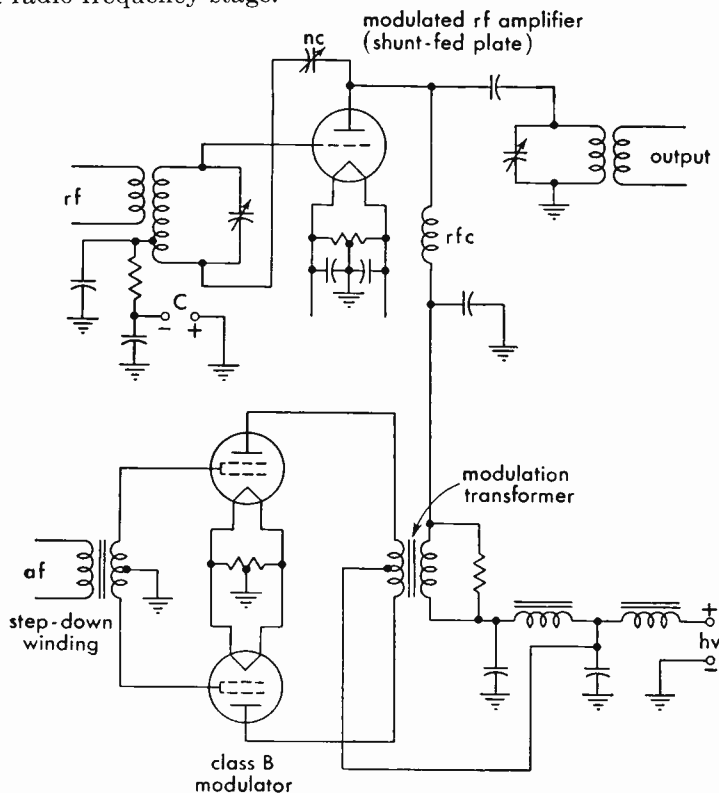 radio frequency stage.
modulated rf amplifier
(shunt-fed plate)
nc
rf
output
rfc
C
- +
modulation
transformer
af
step-down
winding
+
hv
-
class B
modulator